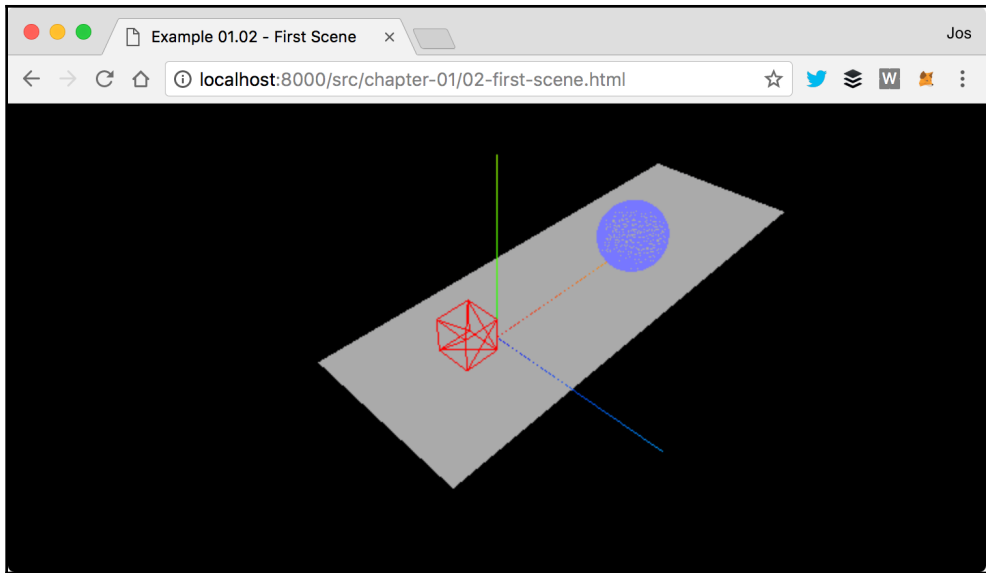 Example 01.02 - First Scene
Jos
localhost:8000/src/chapter-01/02-first-scene.html
W